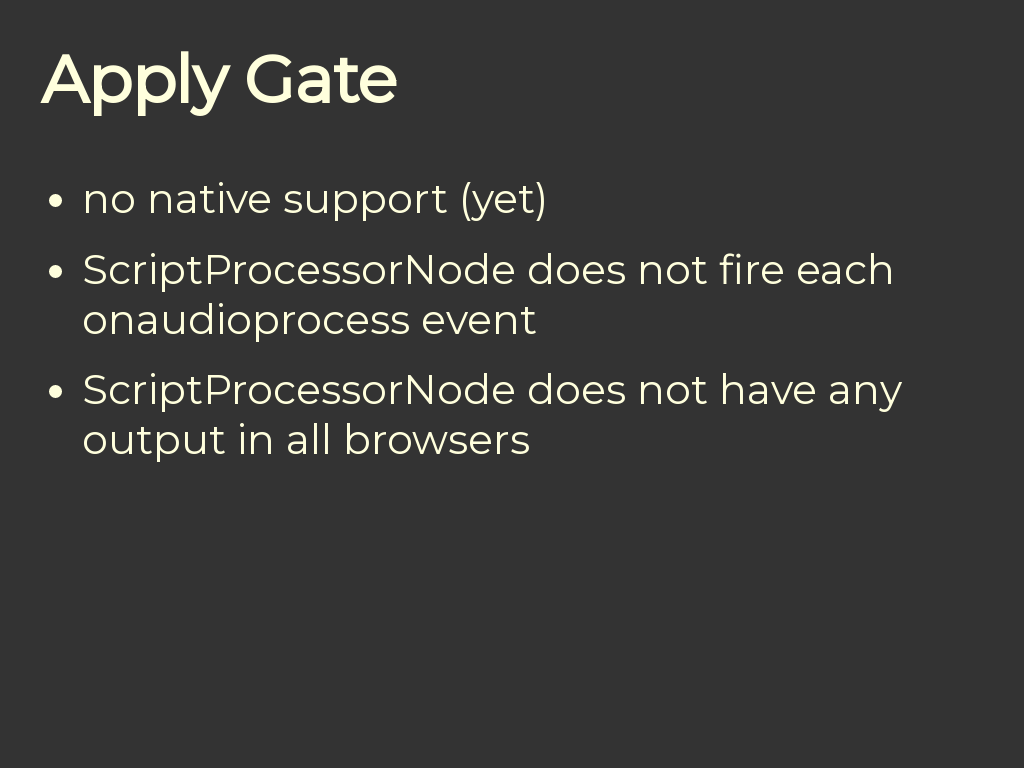 Apply Gate
• no native support (yet)
• ScriptProcessorNode does not fire each
onaudioprocess event
• ScriptProcessorNode does not have any
output in all browsers